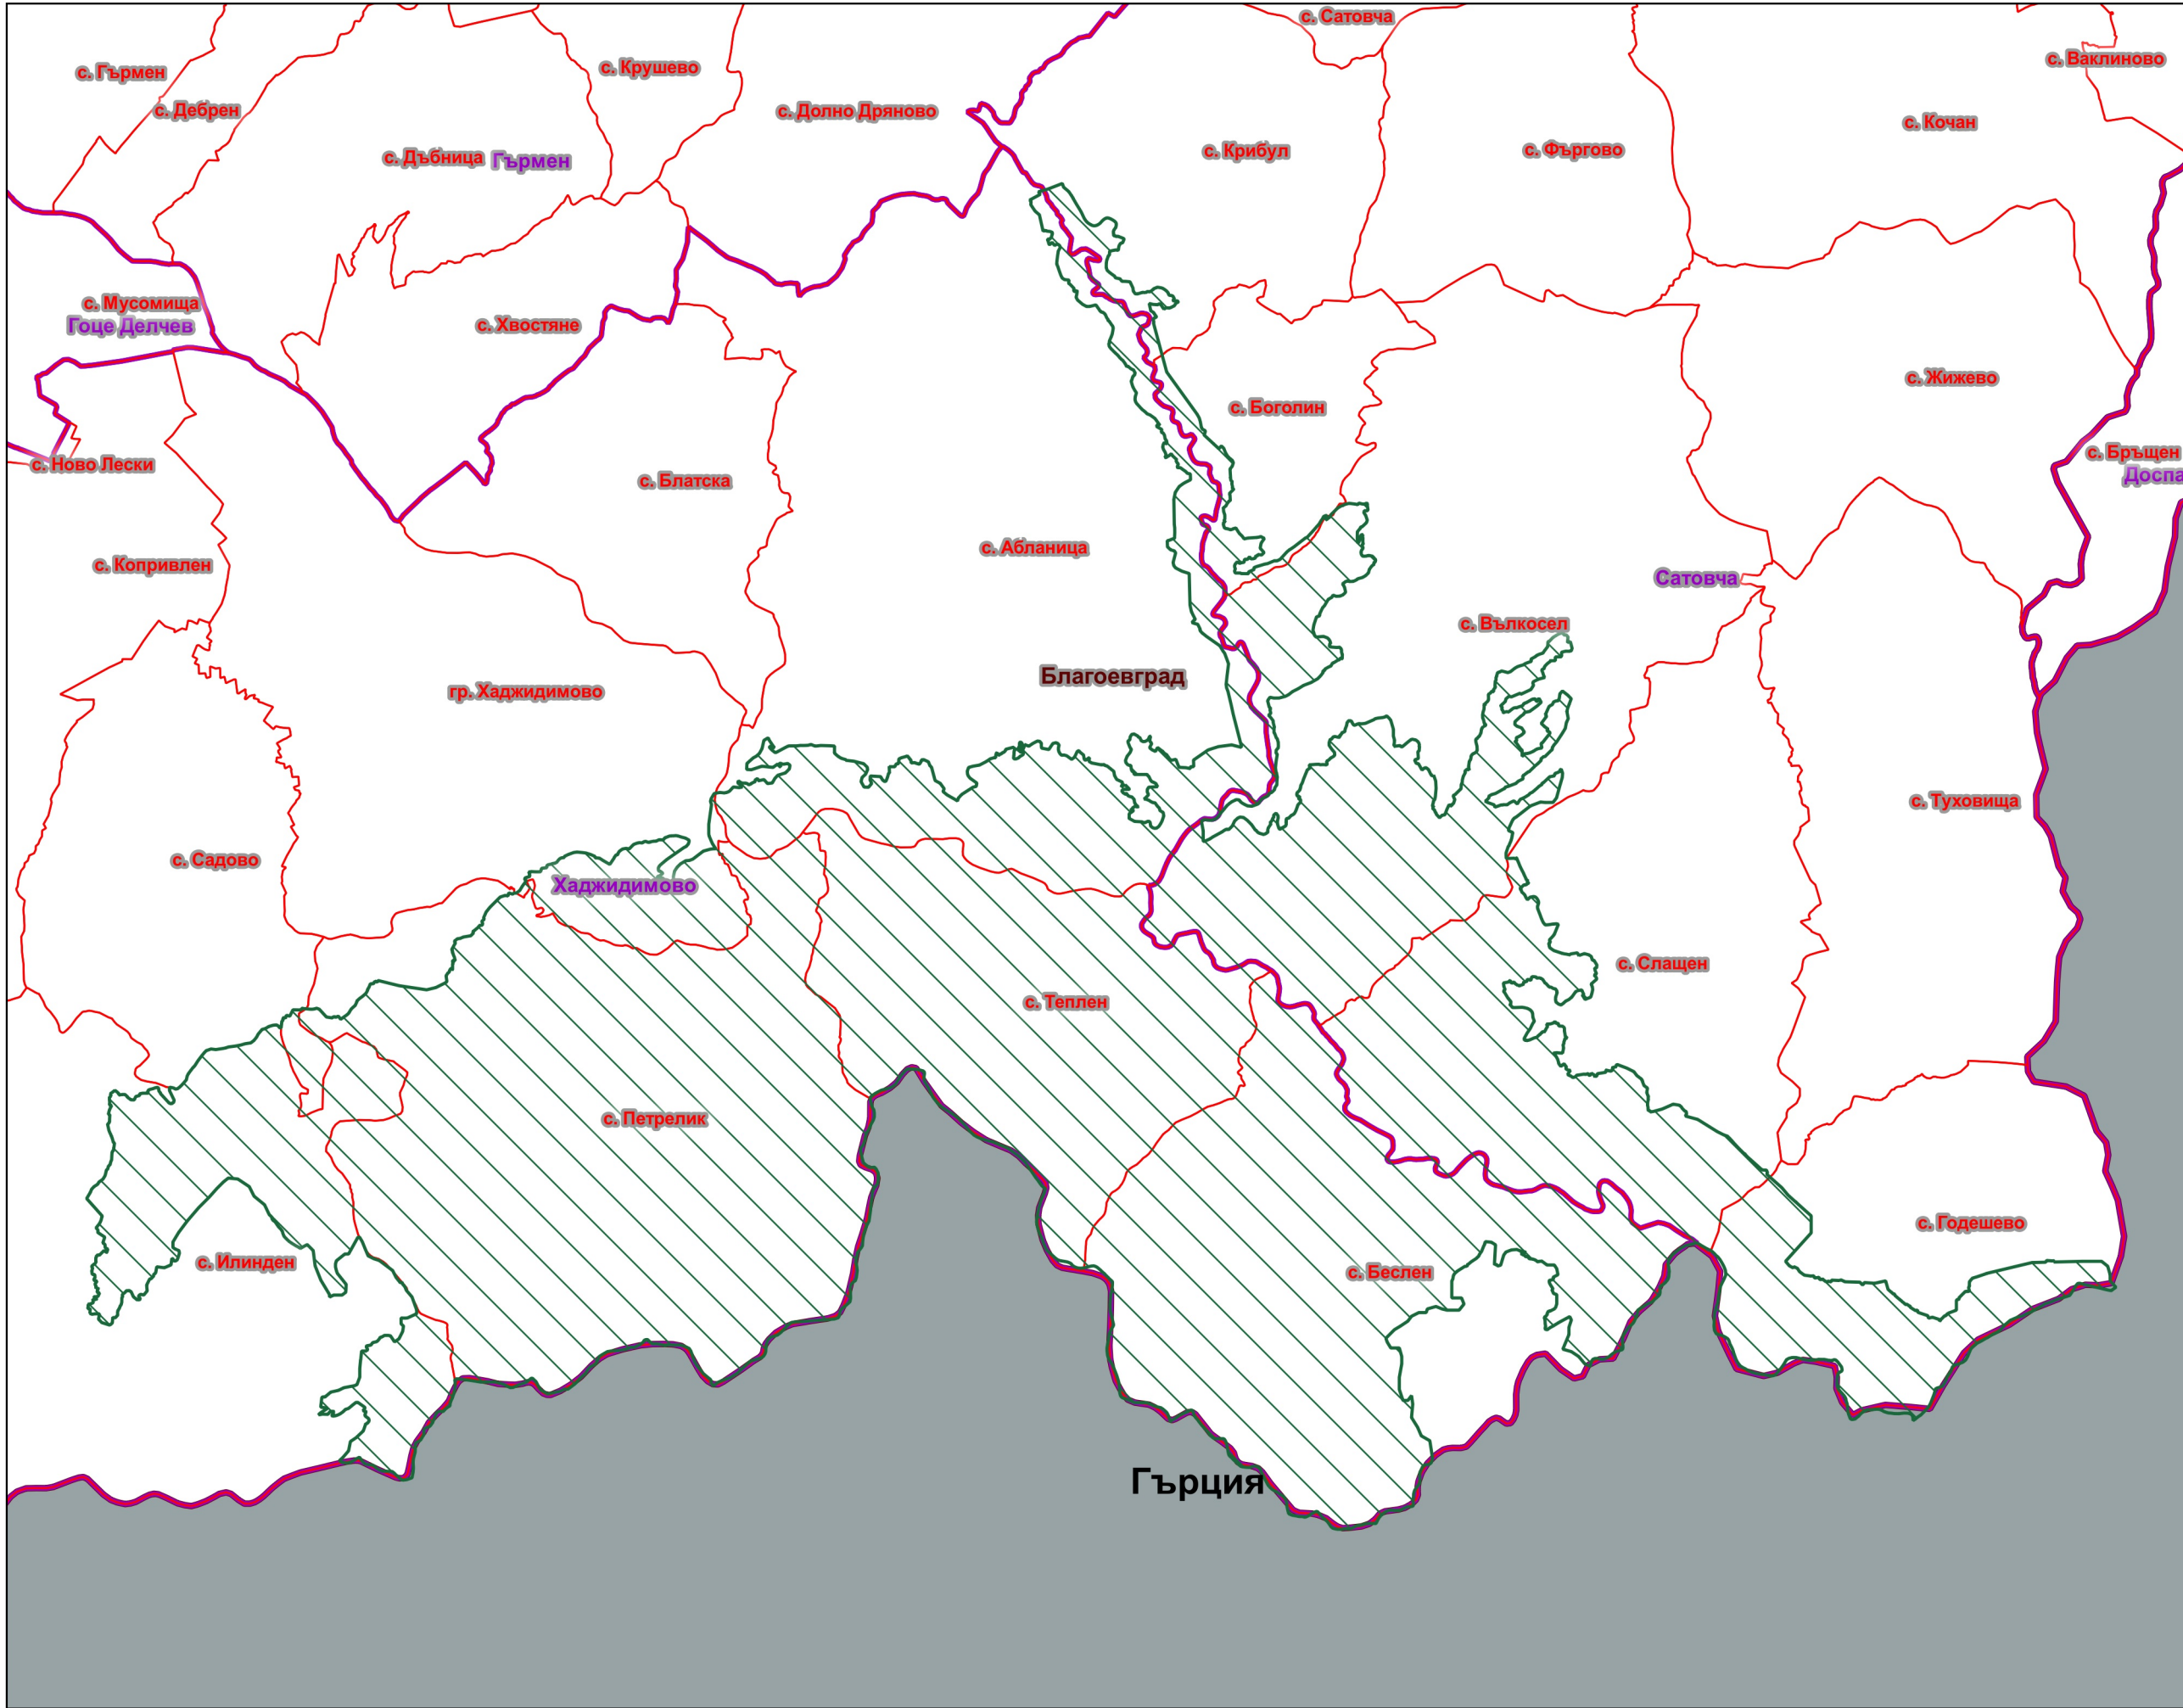 с. Сатовча
с. Гърмен
с. Крушево
с. Ваклиново
с. Дебрен
с. Долно Дряново
с. Кочан
с. Дъбница
Гърмен
с. Крибул
с. Фъргово
с. Мусомища
Гоце Делчев
с. Хвостяне
с. Жижево
с. Боголин
с. Ново Лески
с. Блатска
с. Бръщен
Доспа
с. Абланица
с. Копривлен
Сатовча
с. Вълкосел
Благоевград
гр. Хаджидимово
с. Туховища
с. Садово
Хаджидимово
с. Слащен
с. Теплен
с. Петрелик
с. Годешево
с. Илинден
с. Беслен
Гърция